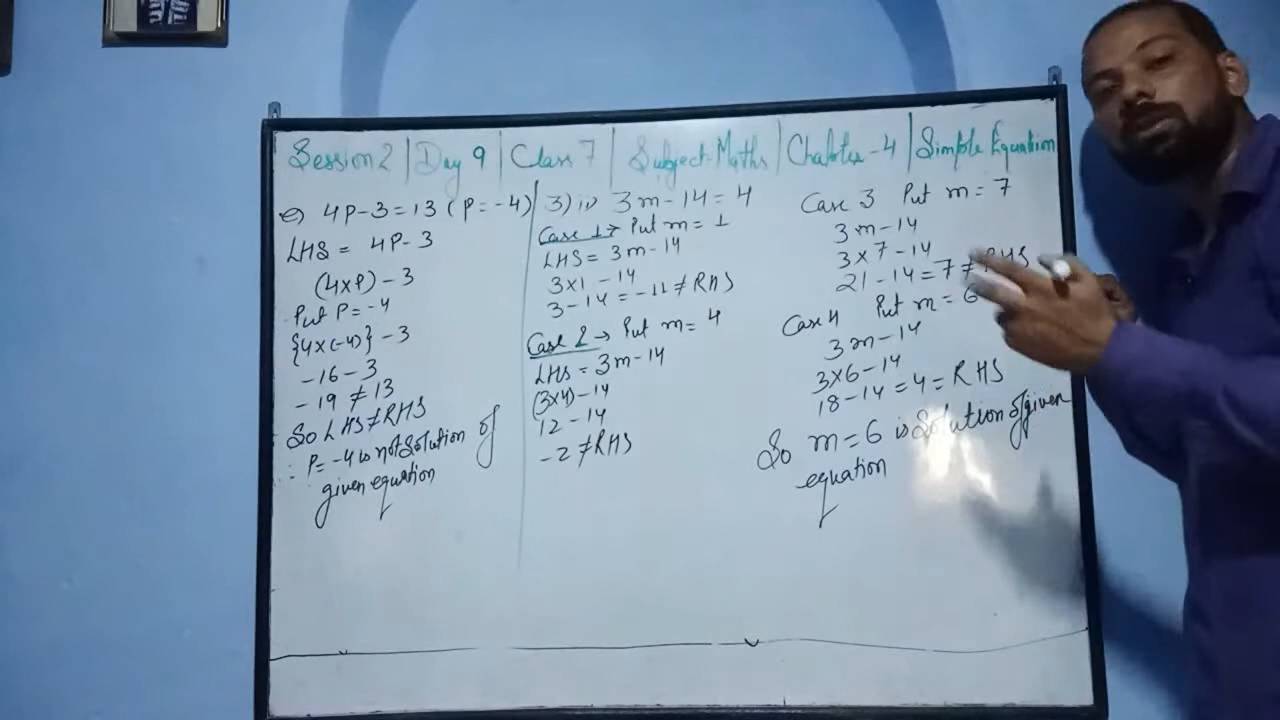 Session 2 | Day 9 | Class 7 | Subject-Maths | Chapter-4 | Simple Equation
e) 4P-3=13 (P=-4)
LHS = 4P-3
(4×P)-3
Put P=-4
{4×(-4)}-3
-16-3
-19 ≠ 13
So LHS≠RHS
∴ P=-4 is not Solution of
given equation
3) ii) 3m-14=4
Case 1→ Put m=1
LHS = 3m-14
3×1-14
3-14=-11≠RHS
Case 2→ Put m=4
LHS = 3m-14
(3×4)-14
12-14
-2≠RHS
Case 3 Put m=7
3m-14
3×7-14
21-14=7≠RHS
Case 4 Put m=6
3m-14
3×6-14
18-14=4=RHS
So m=6 is Solution of given
equation